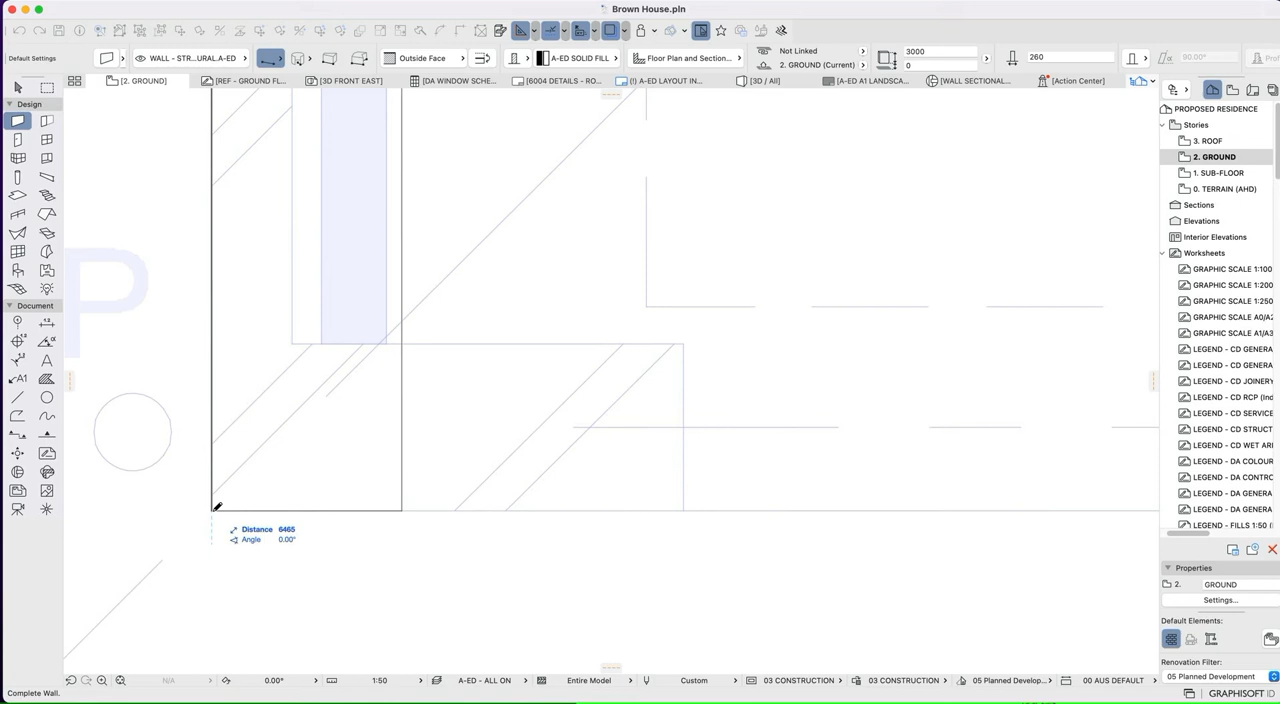 Brown House.pln
Default Settings
WALL - STR...URAL.A-ED
Outside Face
A-ED SOLID FILL
Floor Plan and Section...
Not Linked
2. GROUND (Current)
3000
0
260
90.00°
[2. GROUND]
[REF - GROUND FL...
[3D FRONT EAST]
[DA WINDOW SCHE...
[6004 DETAILS - RO...
(!) A-ED LAYOUT IN...
[3D / All]
[A-ED A1 LANDSCA...
[WALL SECTIONAL...
[Action Center]
Design
Document
A
A1
1.2
P
Distance 6465
Angle 0.00°
PROPOSED RESIDENCE
Stories
3. ROOF
2. GROUND
1. SUB-FLOOR
0. TERRAIN (AHD)
Sections
Elevations
Interior Elevations
Worksheets
GRAPHIC SCALE 1:100
GRAPHIC SCALE 1:200
GRAPHIC SCALE 1:250
GRAPHIC SCALE A0/A2
GRAPHIC SCALE A1/A3
LEGEND - CD GENERA
LEGEND - CD GENERA
LEGEND - CD JOINERY
LEGEND - CD RCP (Ind
LEGEND - CD SERVICE
LEGEND - CD STRUCT
LEGEND - CD WET ARI
LEGEND - DA COLOUR
LEGEND - DA CONTRC
LEGEND - DA GENERA
LEGEND - DA GENERA
LEGEND - FILLS 1:50 (I
Properties
2. GROUND
Settings...
Default Elements:
Renovation Filter:
05 Planned Development
N/A
0.00°
1:50
A-ED - ALL ON
Entire Model
Custom
03 CONSTRUCTION
03 CONSTRUCTION
05 Planned Develop...
00 AUS DEFAULT
Complete Wall.
GRAPHISOFT ID